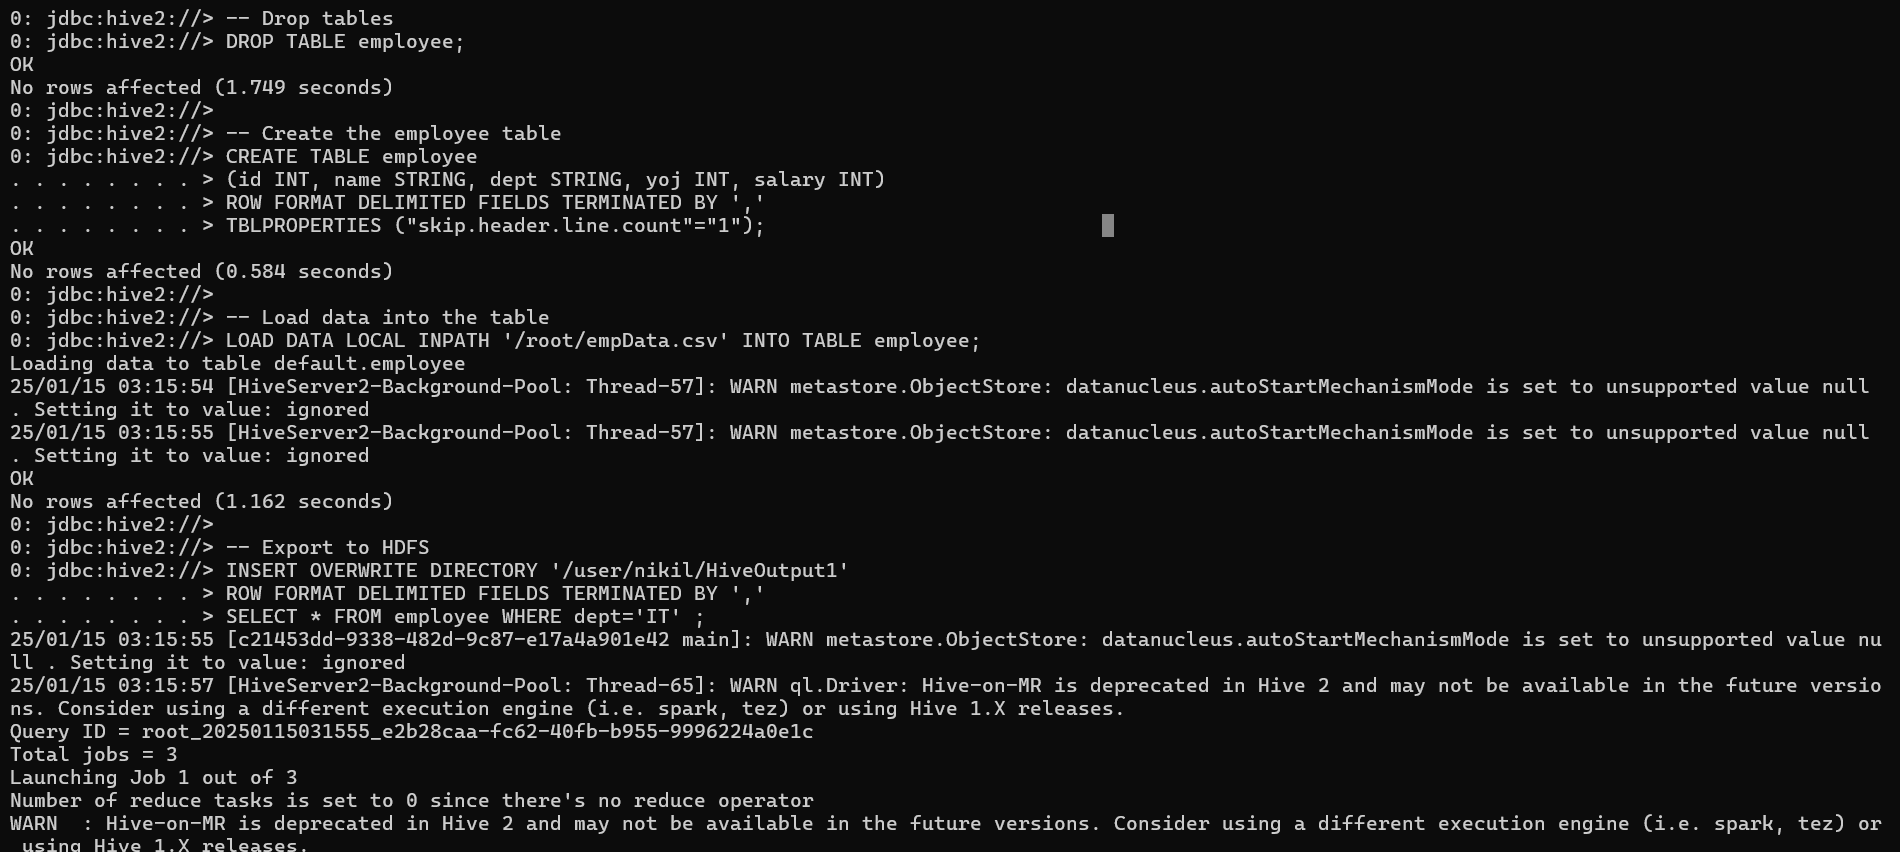 0: jdbc:hive2://> -- Drop tables
0: jdbc:hive2://> DROP TABLE employee;
OK
No rows affected (1.749 seconds)
0: jdbc:hive2://>
0: jdbc:hive2://> -- Create the employee table
0: jdbc:hive2://> CREATE TABLE employee
. . . . . . . . > (id INT, name STRING, dept STRING, yoj INT, salary INT)
. . . . . . . . > ROW FORMAT DELIMITED FIELDS TERMINATED BY ','
. . . . . . . . > TBLPROPERTIES ("skip.header.line.count"="1");
OK
No rows affected (0.584 seconds)
0: jdbc:hive2://>
0: jdbc:hive2://> -- Load data into the table
0: jdbc:hive2://> LOAD DATA LOCAL INPATH '/root/empData.csv' INTO TABLE employee;
Loading data to table default.employee
25/01/15 03:15:54 [HiveServer2-Background-Pool: Thread-57]: WARN metastore.ObjectStore: datanucleus.autoStartMechanismMode is set to unsupported value null
. Setting it to value: ignored
25/01/15 03:15:55 [HiveServer2-Background-Pool: Thread-57]: WARN metastore.ObjectStore: datanucleus.autoStartMechanismMode is set to unsupported value null
. Setting it to value: ignored
OK
No rows affected (1.162 seconds)
0: jdbc:hive2://>
0: jdbc:hive2://> -- Export to HDFS
0: jdbc:hive2://> INSERT OVERWRITE DIRECTORY '/user/nikil/HiveOutput1'
. . . . . . . . > ROW FORMAT DELIMITED FIELDS TERMINATED BY ','
. . . . . . . . > SELECT * FROM employee WHERE dept='IT' ;
25/01/15 03:15:55 [c21453dd-9338-482d-9c87-e17a4a901e42 main]: WARN metastore.ObjectStore: datanucleus.autoStartMechanismMode is set to unsupported value nu
ll . Setting it to value: ignored
25/01/15 03:15:57 [HiveServer2-Background-Pool: Thread-65]: WARN ql.Driver: Hive-on-MR is deprecated in Hive 2 and may not be available in the future versio
ns. Consider using a different execution engine (i.e. spark, tez) or using Hive 1.X releases.
Query ID = root_20250115031555_e2b28caa-fc62-40fb-b955-9996224a0e1c
Total jobs = 3
Launching Job 1 out of 3
Number of reduce tasks is set to 0 since there's no reduce operator
WARN  : Hive-on-MR is deprecated in Hive 2 and may not be available in the future versions. Consider using a different execution engine (i.e. spark, tez) or
 using Hive 1.X releases.